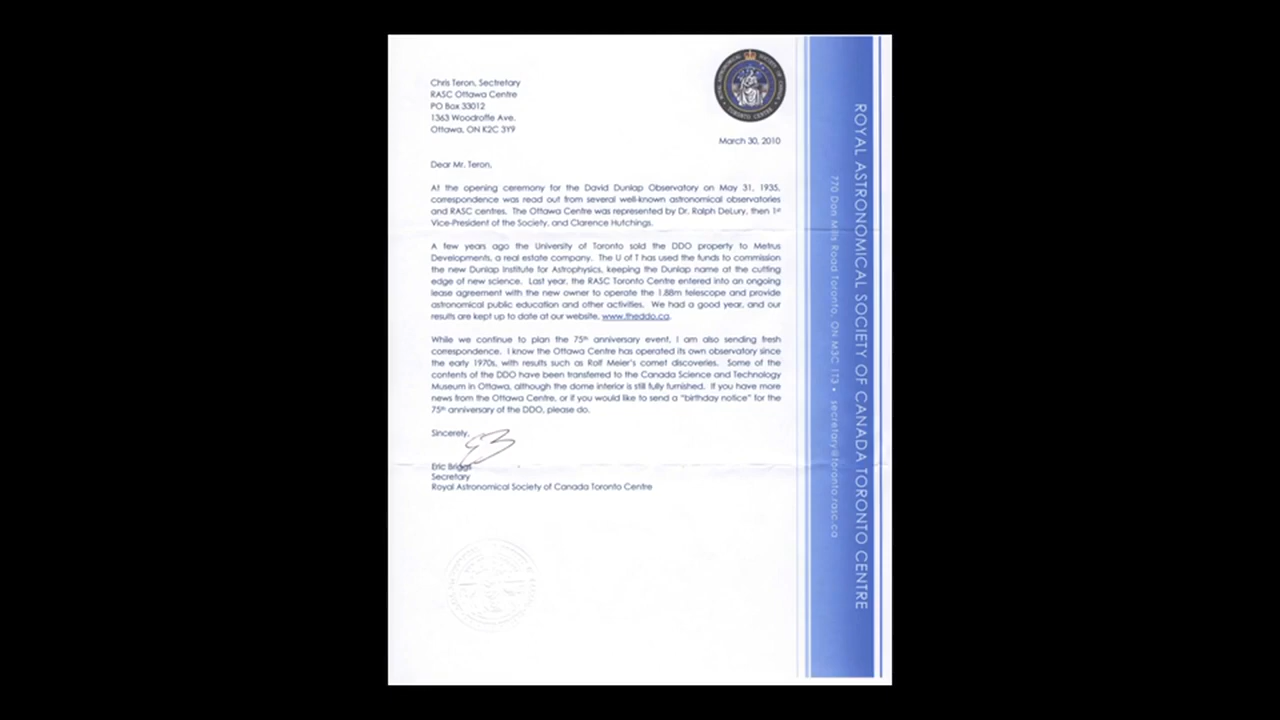 Chris Teron, Sectretary
RASC Ottawa Centre
PO Box 33012
1363 Woodroffe Ave.
Ottawa, ON K2C 3Y9
March 30, 2010
Dear Mr. Teron,
At the opening ceremony for the David Dunlap Observatory on May 31, 1935,
correspondence was read out from several well-known astronomical observatories
and RASC centres. The Ottawa Centre was represented by Dr. Ralph DeLury, then 1st
Vice-President of the Society, and Clarence Hutchings.
A few years ago the University of Toronto sold the DDO property to Metrus
Developments, a real estate company. The U of T has used the funds to commission
the new Dunlap Institute for Astrophysics, keeping the Dunlap name at the cutting
edge of new science. Last year, the RASC Toronto Centre entered into an ongoing
lease agreement with the new owner to operate the 1.88m telescope and provide
astronomical public education and other activities. We had a good year, and our
results are kept up to date at our website, www.theddo.ca.
While we continue to plan the 75th anniversary event, I am also sending fresh
correspondence. I know the Ottawa Centre has operated its own observatory since
the early 1970s, with results such as Rolf Meier's comet discoveries. Some of the
contents of the DDO have been transferred to the Canada Science and Technology
Museum in Ottawa, although the dome interior is still fully furnished. If you have more
news from the Ottawa Centre, or if you would like to send a "birthday notice" for the
75th anniversary of the DDO, please do.
Sincerely,
Eric Briggs
Secretary
Royal Astronomical Society of Canada Toronto Centre
ROYAL ASTRONOMICAL SOCIETY OF CANADA TORONTO CENTRE
770 Don Mills Road Toronto, ON M3C 1T3 • secretary@toronto.rasc.ca